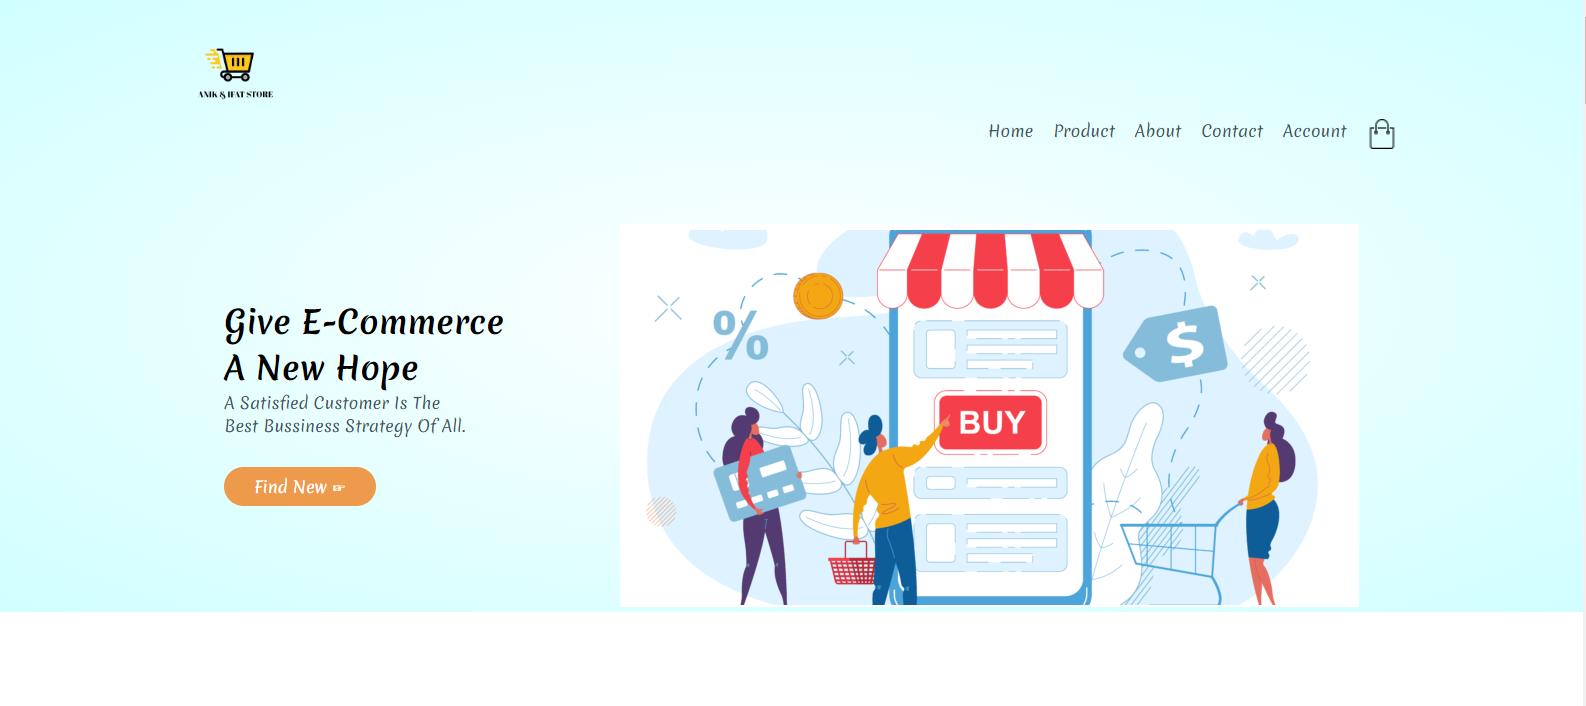 ANIK & IFAT STORE
Home Product About Contact Account
Give E-Commerce
A New Hope
A Satisfied Customer Is The
Best Bussiness Strategy Of All.
Find New ☞
%
$
BUY